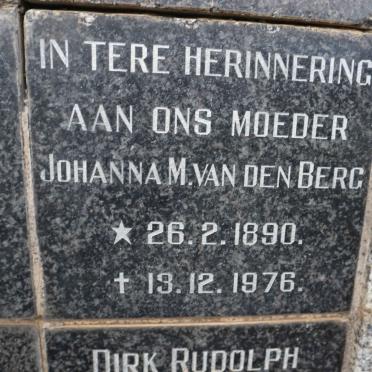 IN TERE HERINNERING
AAN ONS MOEDER
JOHANNA M. VAN DEN BERG
★ 26.2.1890.
✝ 13.12.1976.
DIRK RUDOLPH